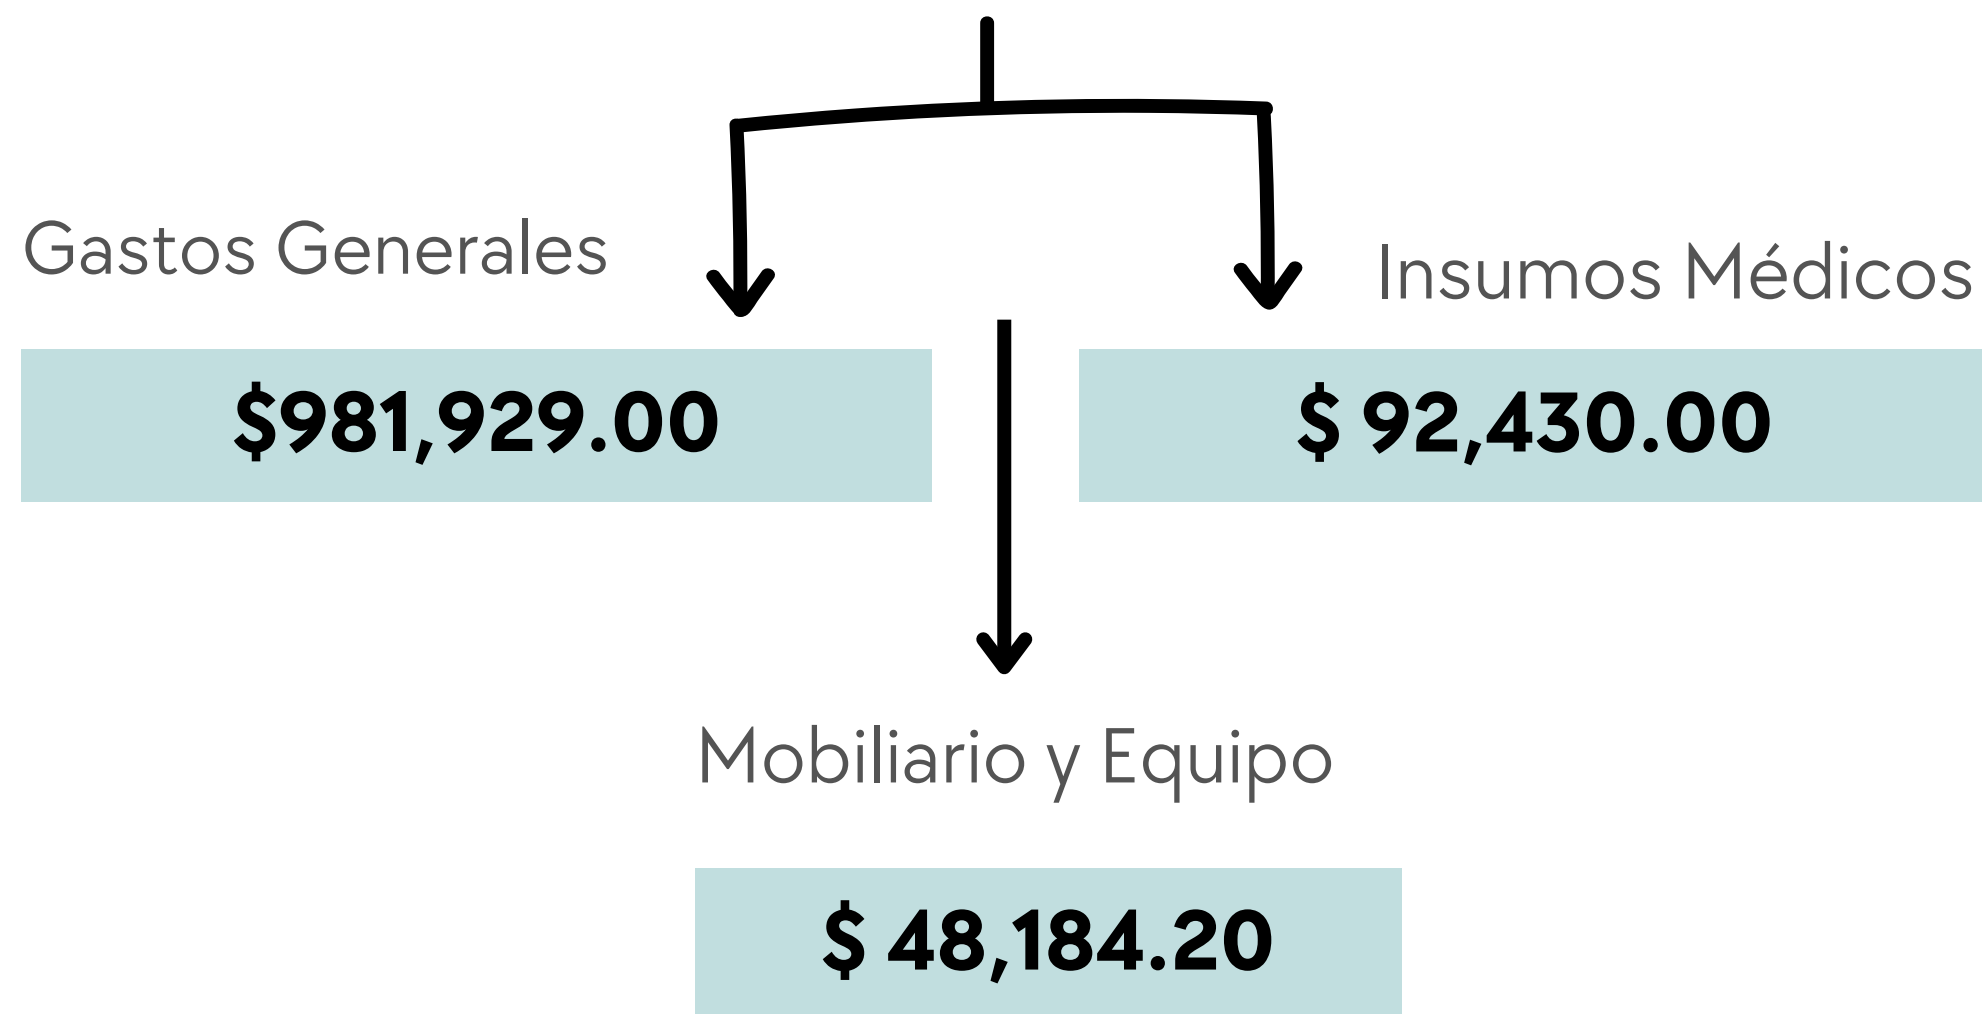 Gastos Generales
$981,929.00
Insumos Médicos
$ 92,430.00
Mobiliario y Equipo
$ 48,184.20